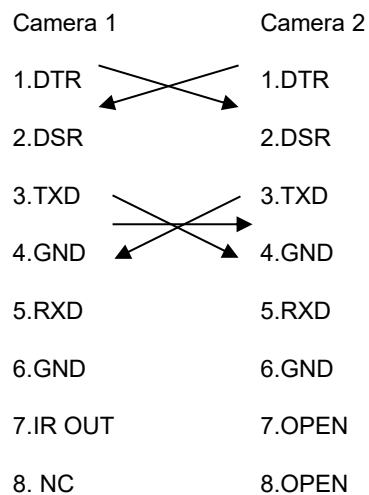 Camera 1 Camera 2
1.DTR 1.DTR
2.DSR 2.DSR
3.TXD 3.TXD
4.GND 4.GND
5.RXD 5.RXD
6.GND 6.GND
7.IR OUT 7.OPEN
8. NC 8.OPEN